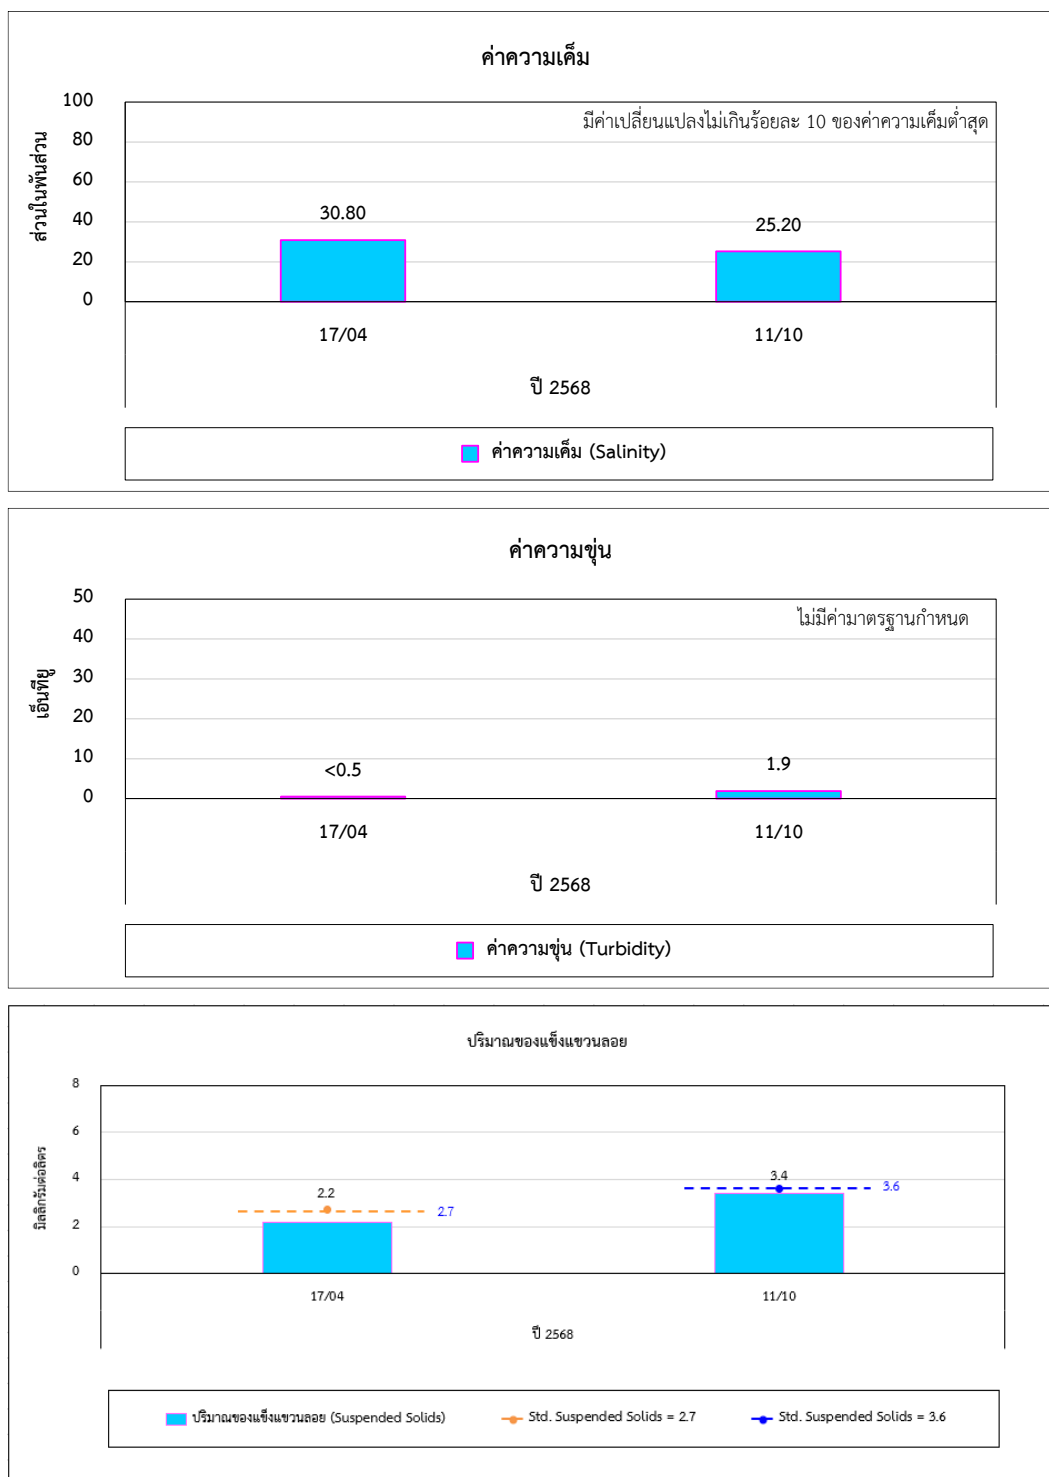 ค่าความเค็ม
100
มีค่าเปลี่ยนแปลงไม่เกินร้อยละ 10 ของค่าความเค็มต่ำสุด
80
60
40
20
0
ส่วนในพันส่วน
30.80
25.20
17/04
11/10
ปี 2568
ค่าความเค็ม (Salinity)
ค่าความขุ่น
50
ไม่มีค่ามาตรฐานกำหนด
40
30
20
10
0
เอ็นทียู
<0.5
1.9
17/04
11/10
ปี 2568
ค่าความขุ่น (Turbidity)
ปริมาณของแข็งแขวนลอย
8
6
4
2
0
มิลลิกรัมต่อลิตร
2.2
2.7
3.4
3.6
17/04
11/10
ปี 2568
ปริมาณของแข็งแขวนลอย (Suspended Solids)
Std. Suspended Solids = 2.7
Std. Suspended Solids = 3.6